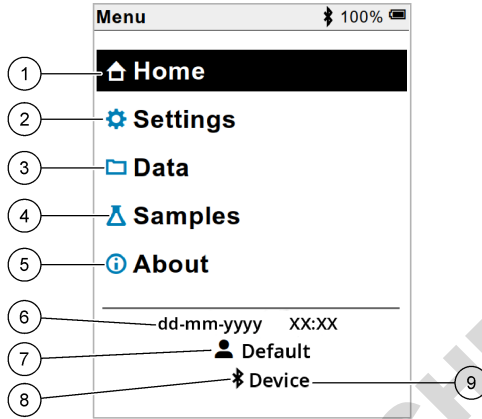 Menu 100%
1 Home
2 Settings
3 Data
4 Samples
5 About
6 dd-mm-yyyy XX:XX
7 Default
8 Device 9